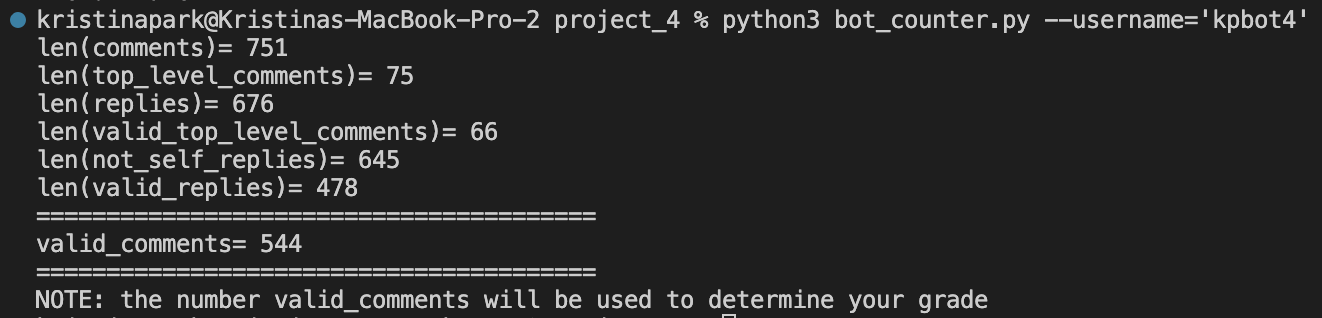 kristinapark@Kristinas-MacBook-Pro-2 project_4 % python3 bot_counter.py --username='kpbot4'
len(comments)= 751
len(top_level_comments)= 75
len(replies)= 676
len(valid_top_level_comments)= 66
len(not_self_replies)= 645
len(valid_replies)= 478
========================================
valid_comments= 544
========================================
NOTE: the number valid_comments will be used to determine your grade